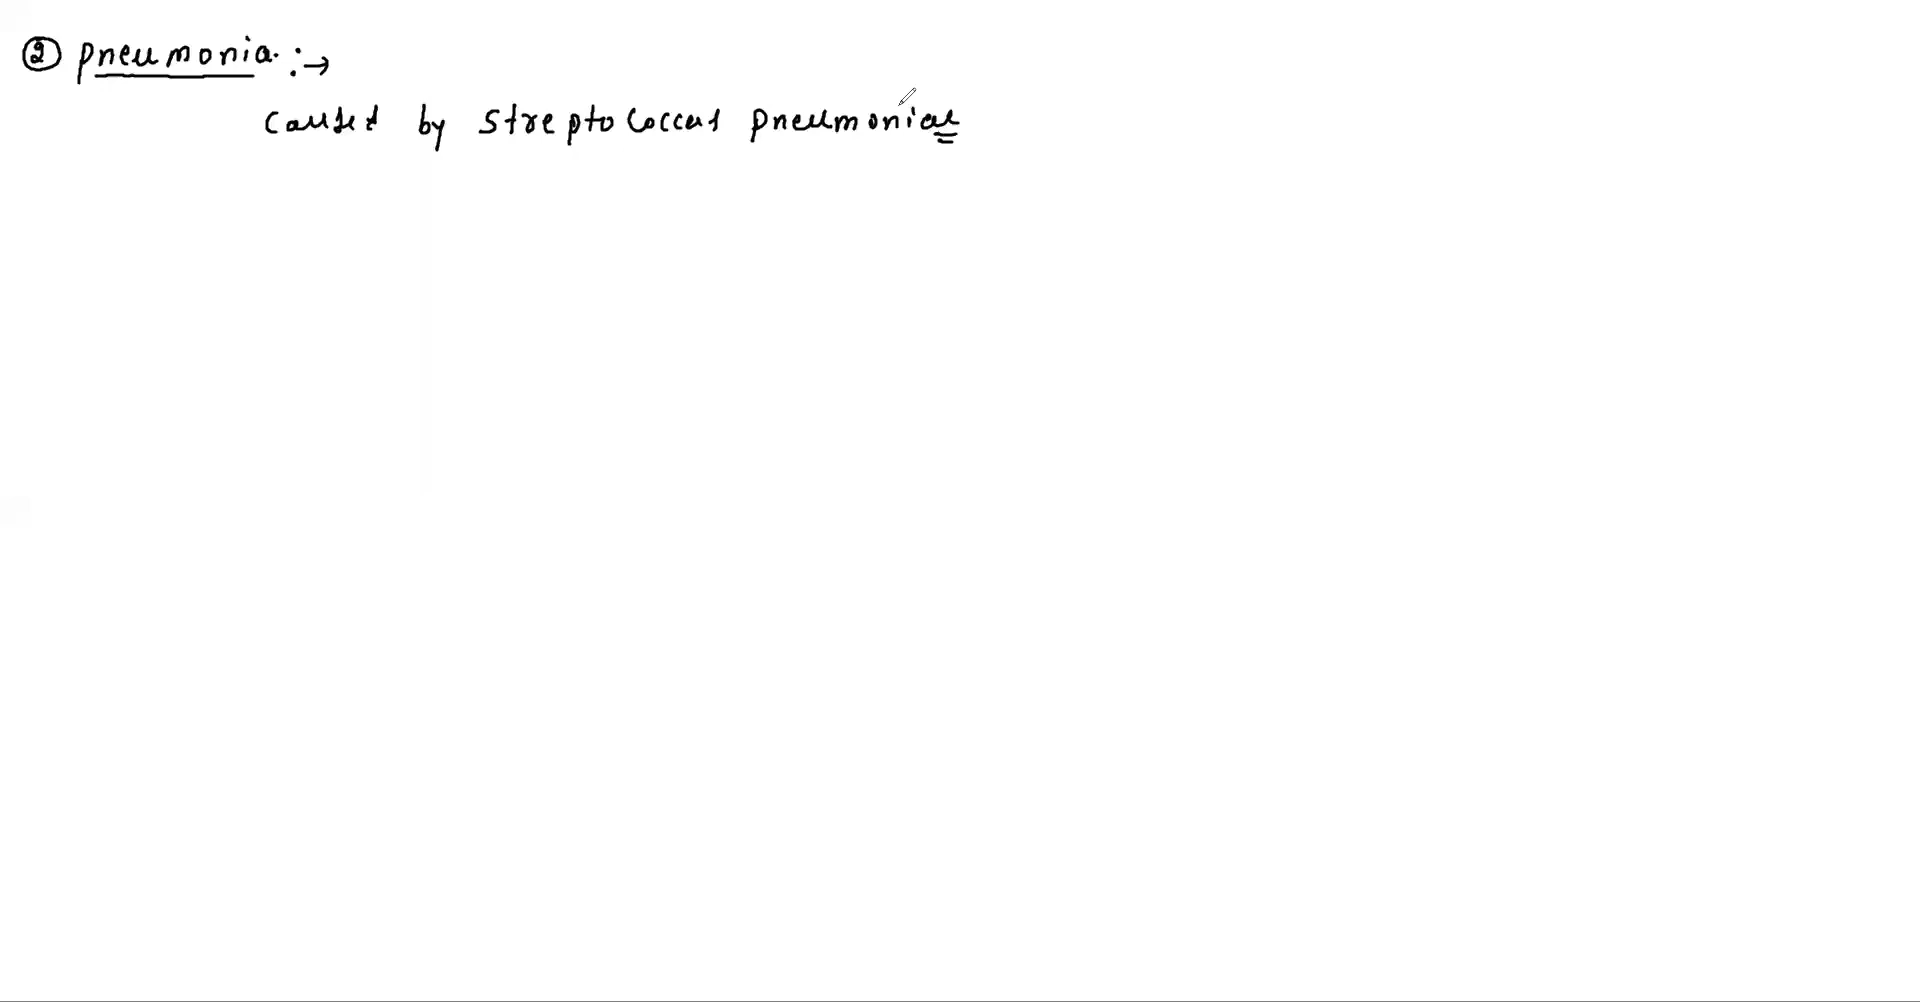 ② Pneumonia. :→
Caused by Streptococcus Pneumoniae